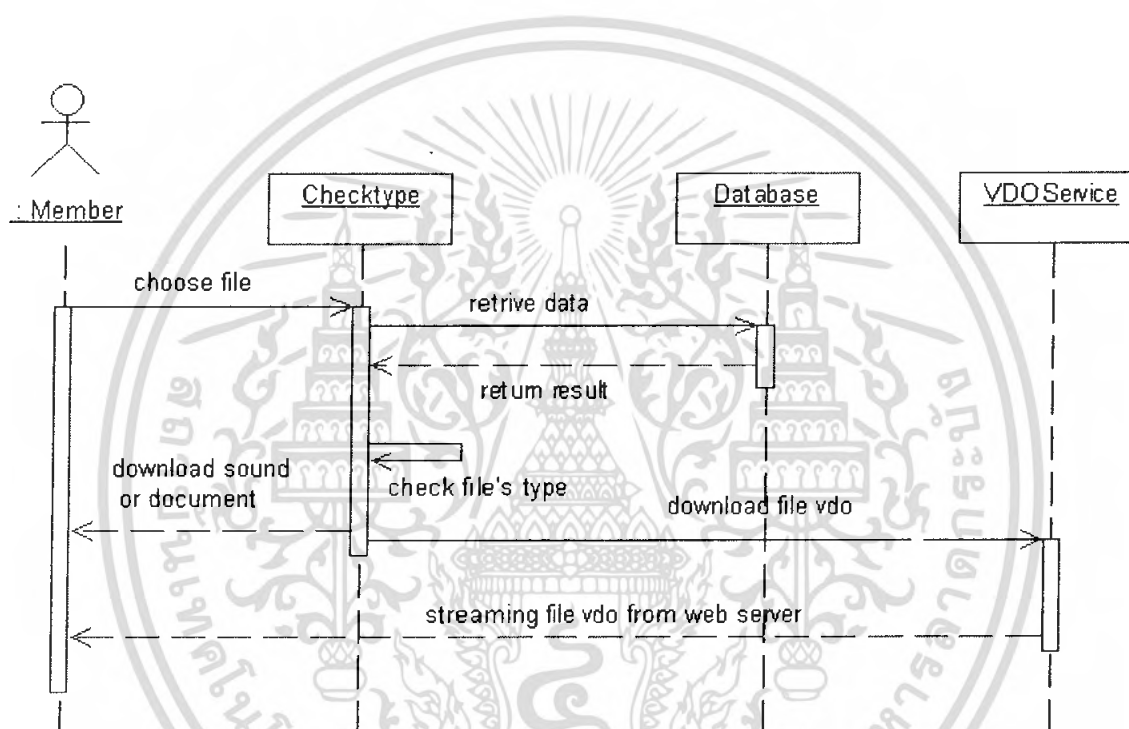 : Member
Checktype
Database
VDOService
choose file
retrive data
return result
check file's type
download sound
or document
download file vdo
streaming file vdo from web server